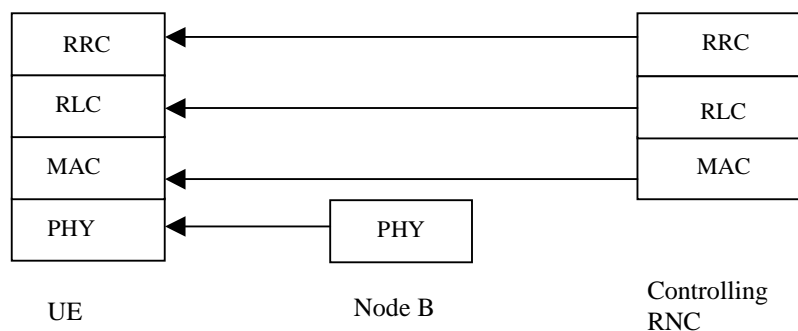 RRC
RRC
RLC
RLC
MAC
MAC
PHY
PHY
UE
Node B
Controlling
RNC